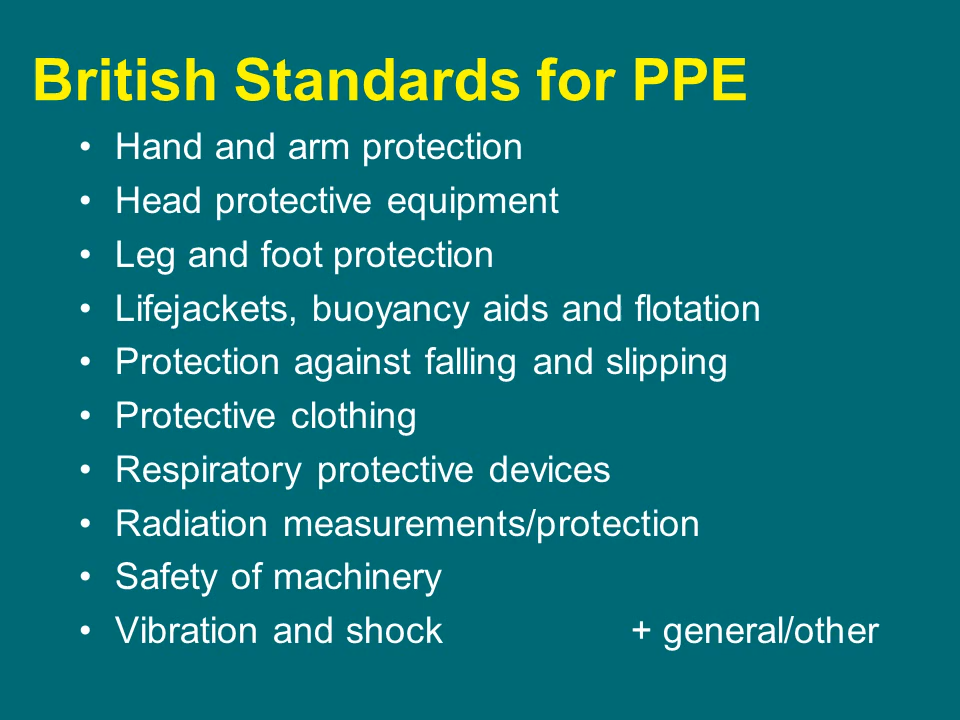 British Standards for PPE
• Hand and arm protection
• Head protective equipment
• Leg and foot protection
• Lifejackets, buoyancy aids and flotation
• Protection against falling and slipping
• Protective clothing
• Respiratory protective devices
• Radiation measurements/protection
• Safety of machinery
• Vibration and shock + general/other